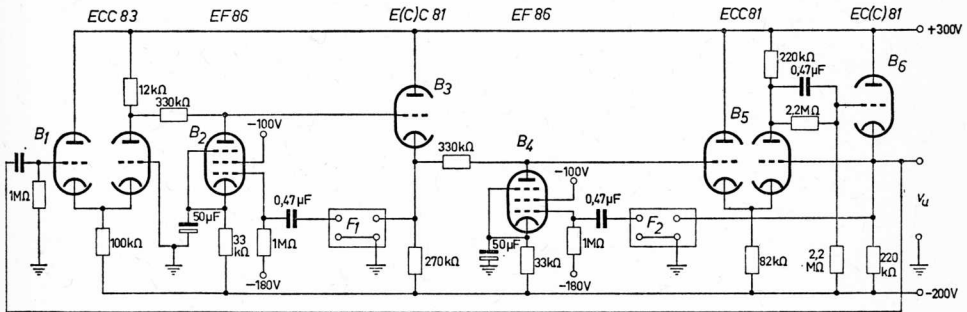 ECC 83 EF 86 E(C)C 81 EF 86 ECC81 EC(C)81
+300V
220kΩ
0,47µF
B6
12kΩ
330kΩ
B3
B1
B2
−100V
2,2MΩ
B5
330kΩ
B4
−100V
1MΩ
50µF
0,47µF
F1
0,47µF
F2
vu
100kΩ
33 kΩ
1MΩ
270kΩ
50µF
33kΩ
1MΩ
82kΩ
2,2 MΩ
220 kΩ
−180V
−180V
−200V